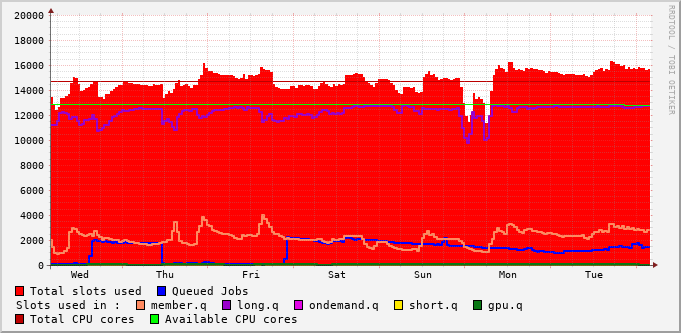 20000
18000
16000
14000
12000
10000
8000
6000
4000
2000
0
Wed Thu Fri Sat Sun Mon Tue
RRDTOOL / TOBI OETIKER
Total slots used Queued Jobs
Slots used in : member.q long.q ondemand.q short.q gpu.q
Total CPU cores Available CPU cores